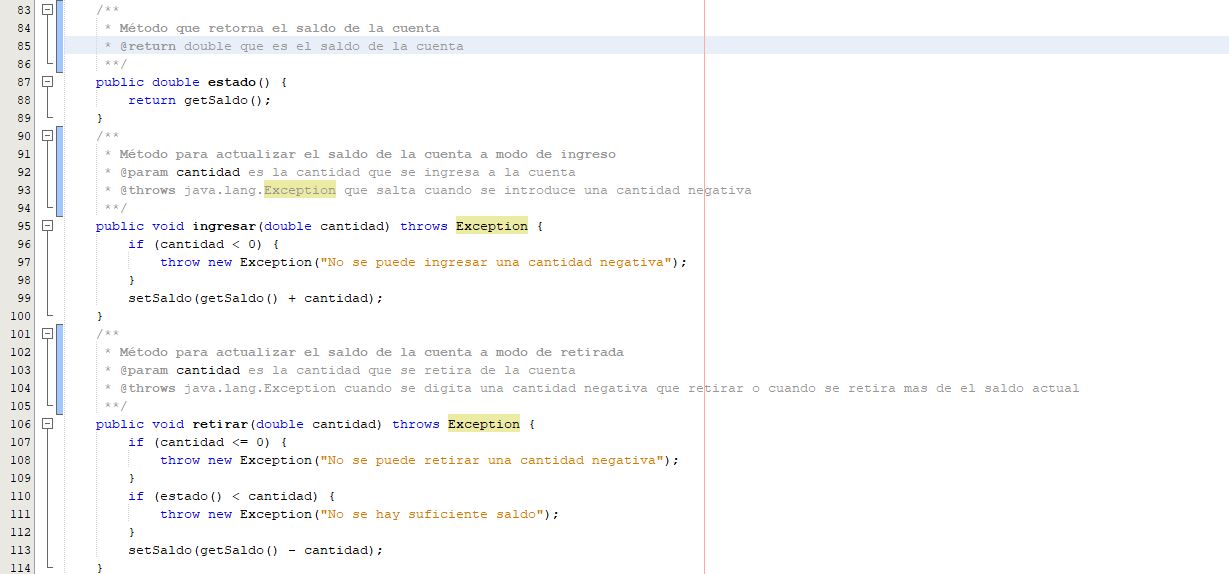 83 /**
84 * Método que retorna el saldo de la cuenta
85 * @return double que es el saldo de la cuenta
86 **/
87 public double estado() {
88 return getSaldo();
89 }
90 /**
91 * Método para actualizar el saldo de la cuenta a modo de ingreso
92 * @param cantidad es la cantidad que se ingresa a la cuenta
93 * @throws java.lang.Exception que salta cuando se introduce una cantidad negativa
94 **/
95 public void ingresar(double cantidad) throws Exception {
96 if (cantidad < 0) {
97 throw new Exception("No se puede ingresar una cantidad negativa");
98 }
99 setSaldo(getSaldo() + cantidad);
100 }
101 /**
102 * Método para actualizar el saldo de la cuenta a modo de retirada
103 * @param cantidad es la cantidad que se retira de la cuenta
104 * @throws java.lang.Exception cuando se digita una cantidad negativa que retirar o cuando se retira mas de el saldo actual
105 **/
106 public void retirar(double cantidad) throws Exception {
107 if (cantidad <= 0) {
108 throw new Exception("No se puede retirar una cantidad negativa");
109 }
110 if (estado() < cantidad) {
111 throw new Exception("No se hay suficiente saldo");
112 }
113 setSaldo(getSaldo() - cantidad);
114 }